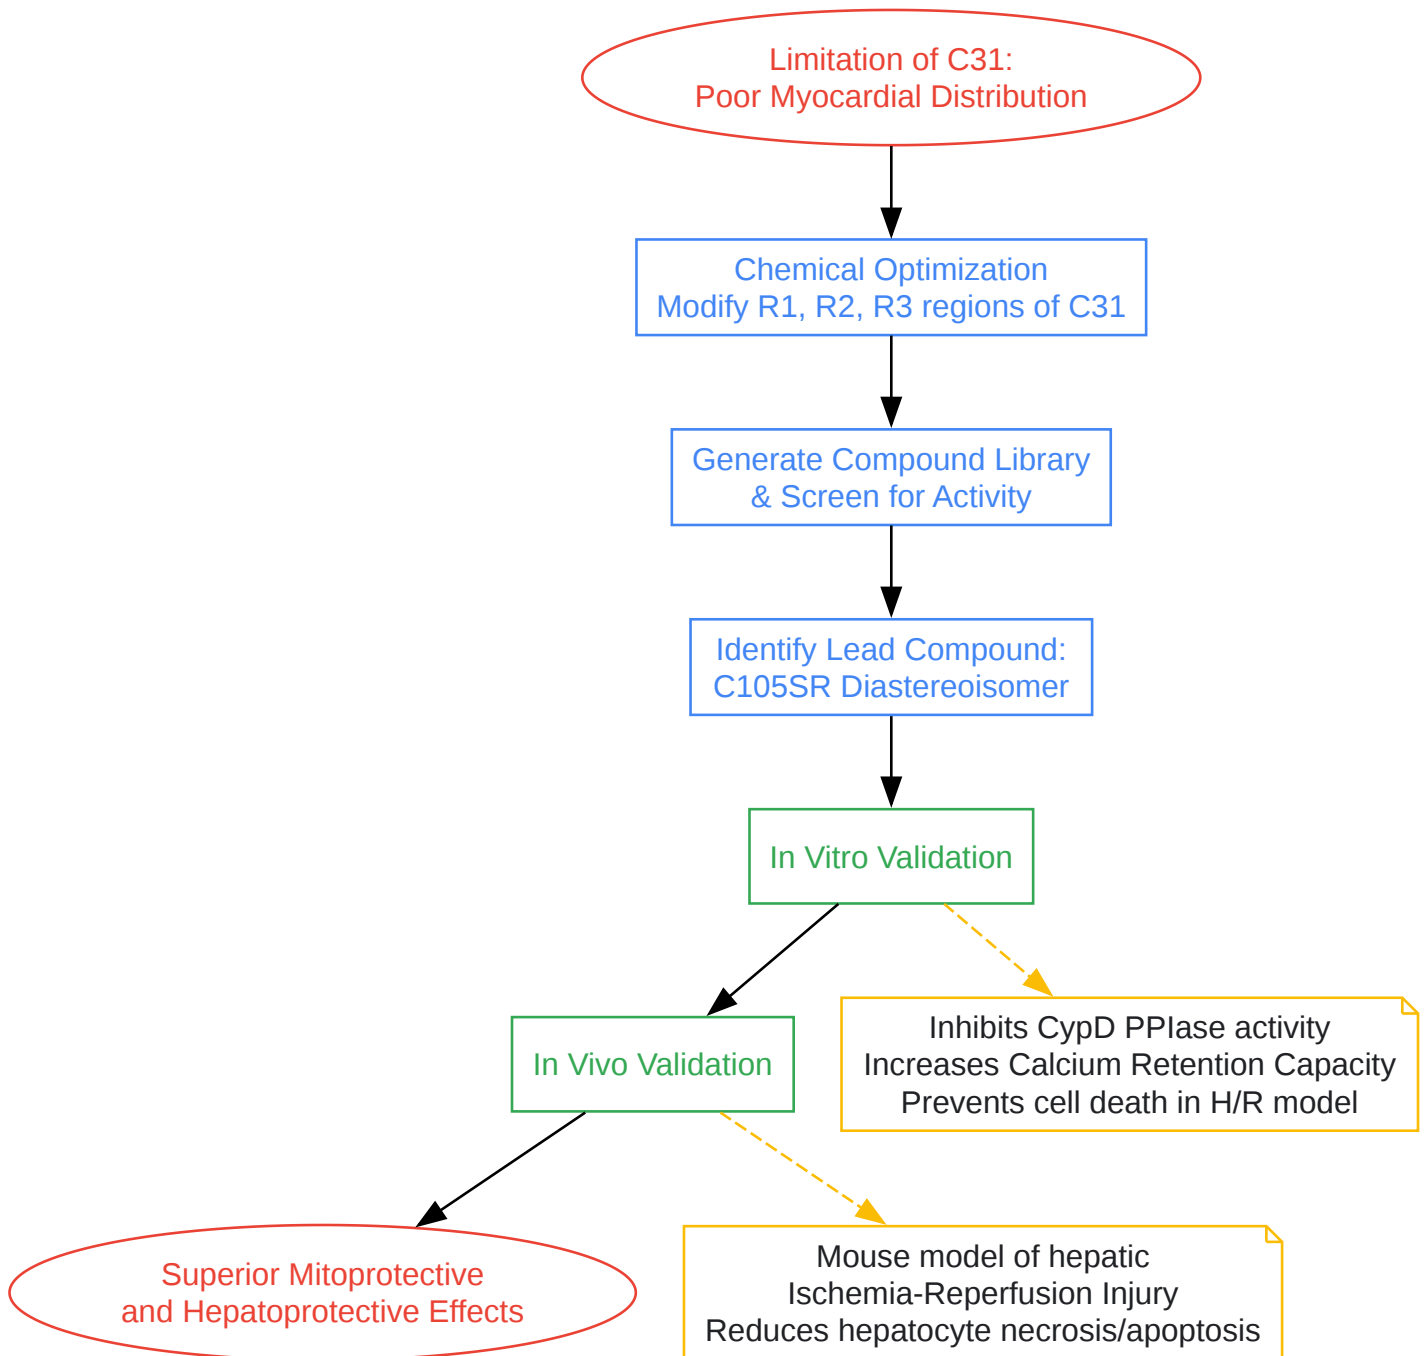 Limitation of C31:
Poor Myocardial Distribution
Chemical Optimization
Modify R1, R2, R3 regions of C31
Generate Compound Library
& Screen for Activity
Identify Lead Compound:
C105SR Diastereoisomer
In Vitro Validation
Inhibits CypD PPIase activity
Increases Calcium Retention Capacity
Prevents cell death in H/R model
In Vivo Validation
Superior Mitoprotective
and Hepatoprotective Effects
Mouse model of hepatic
Ischemia-Reperfusion Injury
Reduces hepatocyte necrosis/apoptosis